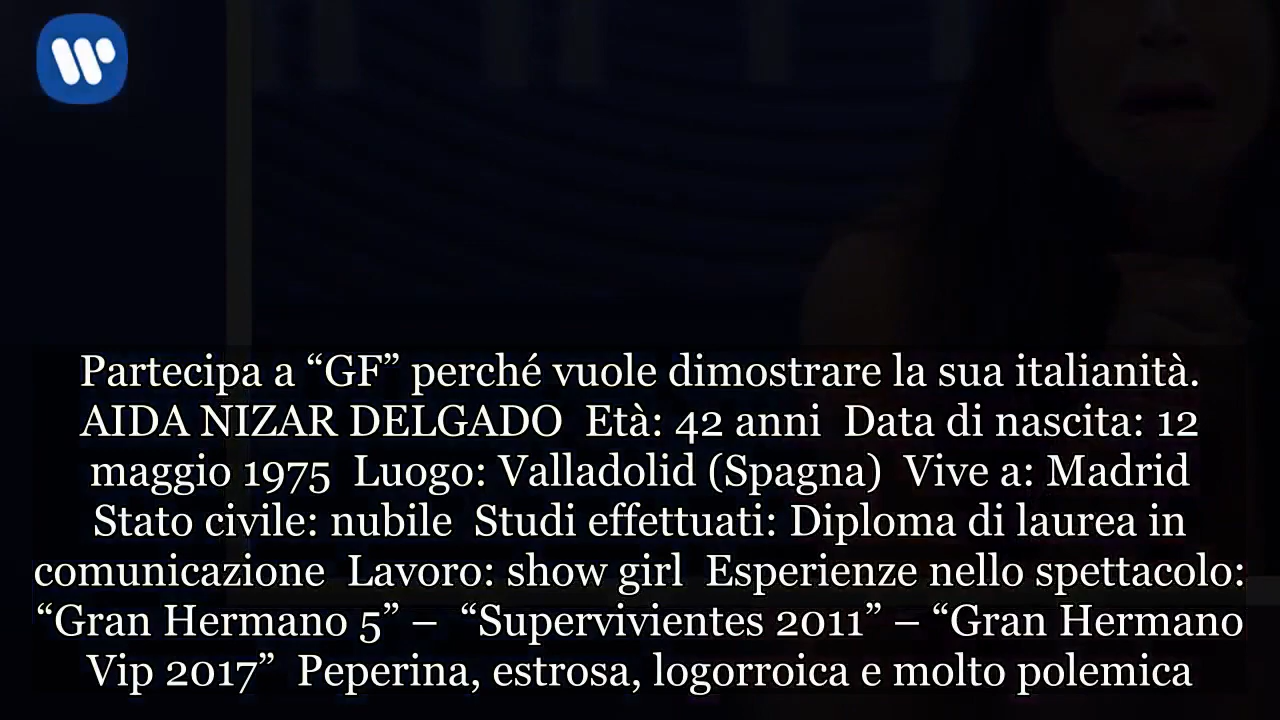 Partecipa a “GF” perché vuole dimostrare la sua italianità.
AIDA NIZAR DELGADO  Età: 42 anni  Data di nascita: 12
maggio 1975  Luogo: Valladolid (Spagna)  Vive a: Madrid
Stato civile: nubile  Studi effettuati: Diploma di laurea in
comunicazione  Lavoro: show girl  Esperienze nello spettacolo:
“Gran Hermano 5” –  “Supervivientes 2011” – “Gran Hermano
Vip 2017”  Peperina, estrosa, logorroica e molto polemica